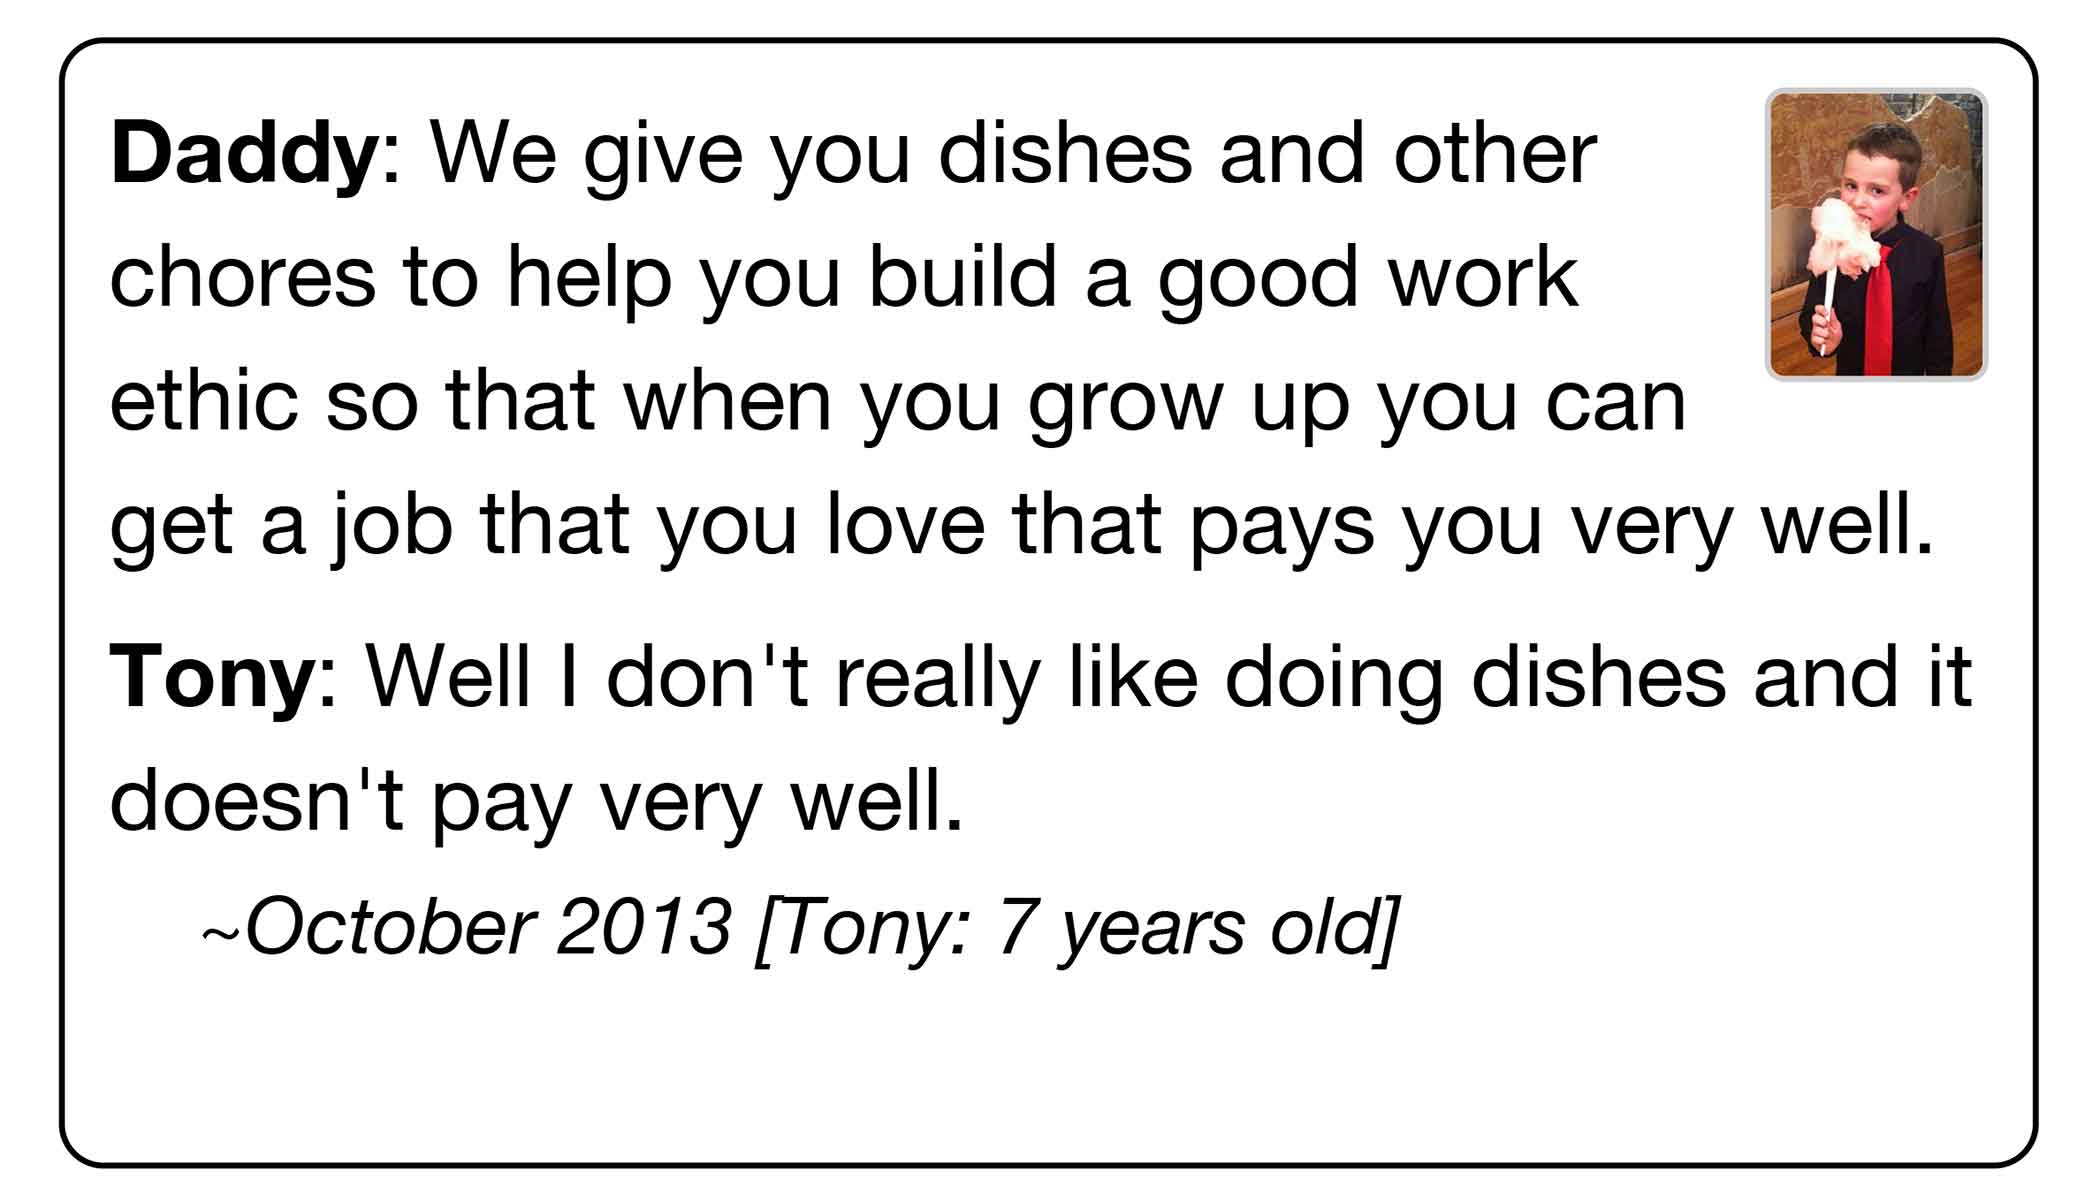 Daddy: We give you dishes and other
chores to help you build a good work
ethic so that when you grow up you can
get a job that you love that pays you very well.
Tony: Well I don't really like doing dishes and it
doesn't pay very well.
~October 2013 [Tony: 7 years old]